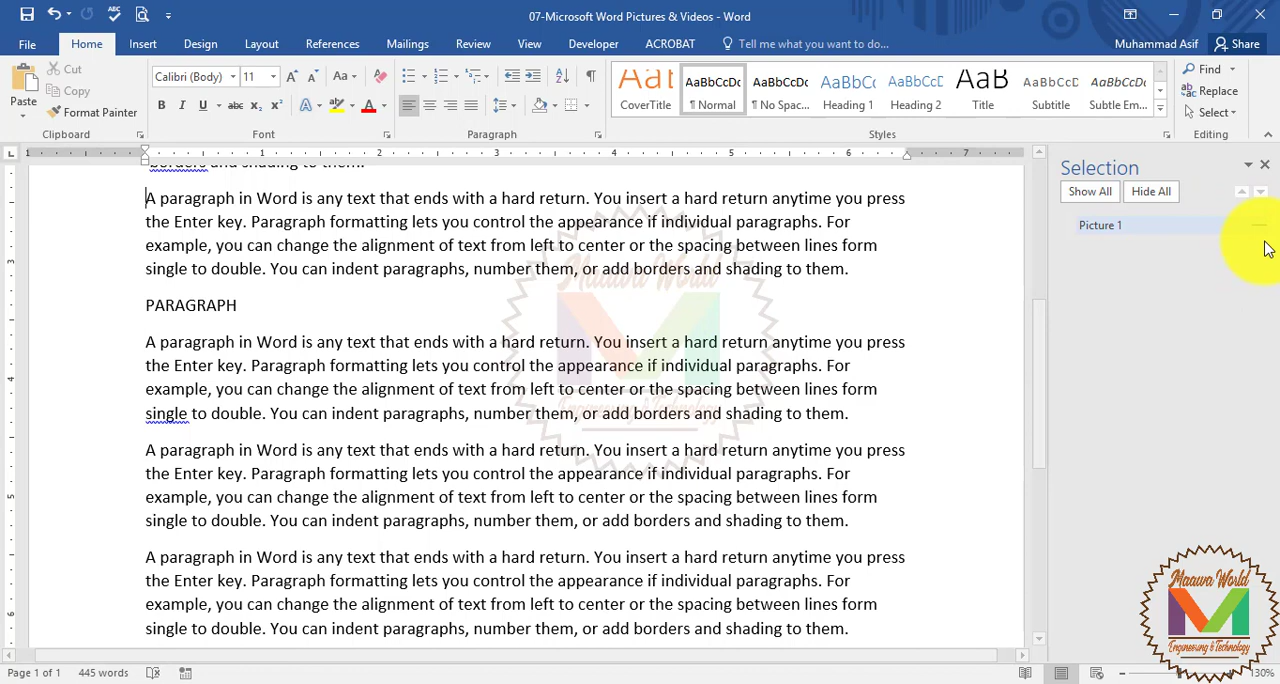 07-Microsoft Word Pictures & Videos - Word
File Home Insert Design Layout References Mailings Review View Developer ACROBAT Tell me what you want to do... Muhammad Asif Share
Paste
Cut
Copy
Format Painter
Clipboard
Calibri (Body) 11
Font
Paragraph
AaBbCcDc AaBbCcDc AaBbCc AaBbCcC AaB AaBbCcD AaBbCcDc
CoverTitle ¶ Normal ¶ No Spac... Heading 1 Heading 2 Title Subtitle Subtle Em...
Styles
Find
Replace
Select
Editing
1 1 2 3 4 5 6 7
borders and shading to them.
A paragraph in Word is any text that ends with a hard return. You insert a hard return anytime you press
the Enter key. Paragraph formatting lets you control the appearance if individual paragraphs. For
example, you can change the alignment of text from left to center or the spacing between lines form
single to double. You can indent paragraphs, number them, or add borders and shading to them.
PARAGRAPH
A paragraph in Word is any text that ends with a hard return. You insert a hard return anytime you press
the Enter key. Paragraph formatting lets you control the appearance if individual paragraphs. For
example, you can change the alignment of text from left to center or the spacing between lines form
single to double. You can indent paragraphs, number them, or add borders and shading to them.
A paragraph in Word is any text that ends with a hard return. You insert a hard return anytime you press
the Enter key. Paragraph formatting lets you control the appearance if individual paragraphs. For
example, you can change the alignment of text from left to center or the spacing between lines form
single to double. You can indent paragraphs, number them, or add borders and shading to them.
A paragraph in Word is any text that ends with a hard return. You insert a hard return anytime you press
the Enter key. Paragraph formatting lets you control the appearance if individual paragraphs. For
example, you can change the alignment of text from left to center or the spacing between lines form
single to double. You can indent paragraphs, number them, or add borders and shading to them.
Maawa World
Engineering & Technology
Selection
Show All Hide All
Picture 1
Maawa World
Engineering & Technology
Page 1 of 1 445 words 130%